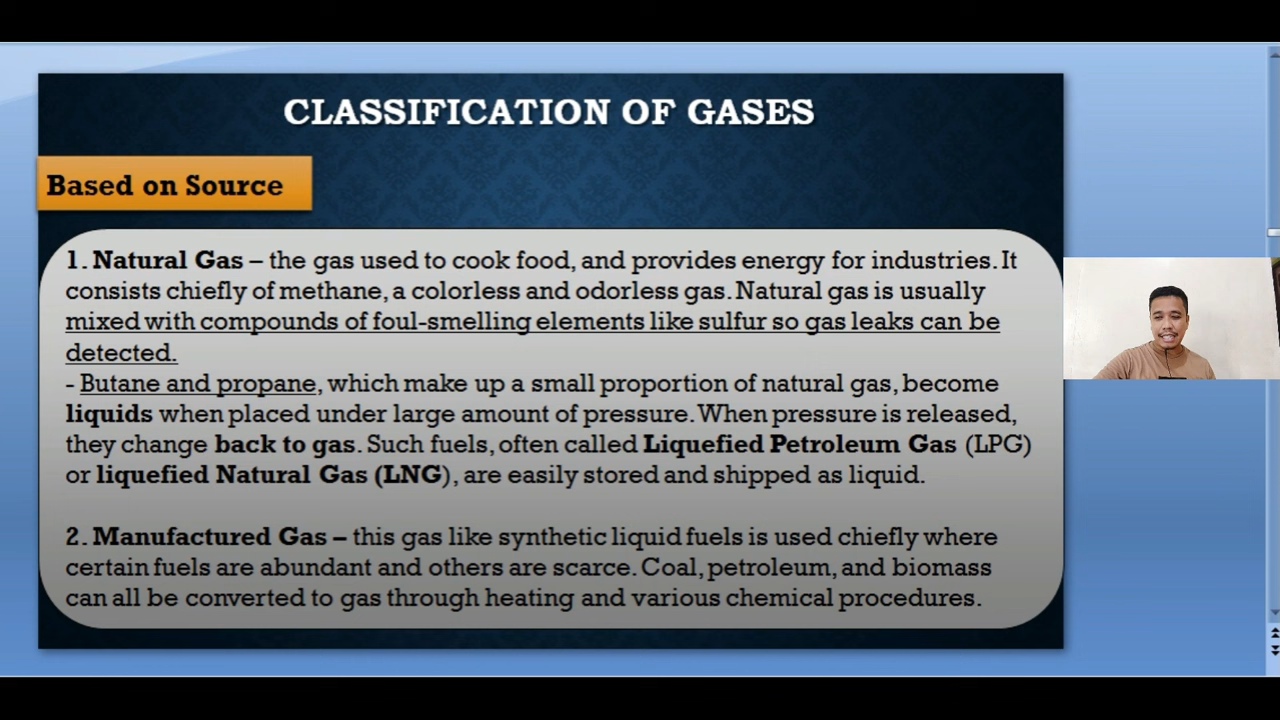 CLASSIFICATION OF GASES
Based on Source
1. Natural Gas – the gas used to cook food, and provides energy for industries. It
consists chiefly of methane, a colorless and odorless gas. Natural gas is usually
mixed with compounds of foul-smelling elements like sulfur so gas leaks can be
detected.
- Butane and propane, which make up a small proportion of natural gas, become
liquids when placed under large amount of pressure. When pressure is released,
they change back to gas. Such fuels, often called Liquefied Petroleum Gas (LPG)
or liquefied Natural Gas (LNG), are easily stored and shipped as liquid.
2. Manufactured Gas – this gas like synthetic liquid fuels is used chiefly where
certain fuels are abundant and others are scarce. Coal, petroleum, and biomass
can all be converted to gas through heating and various chemical procedures.